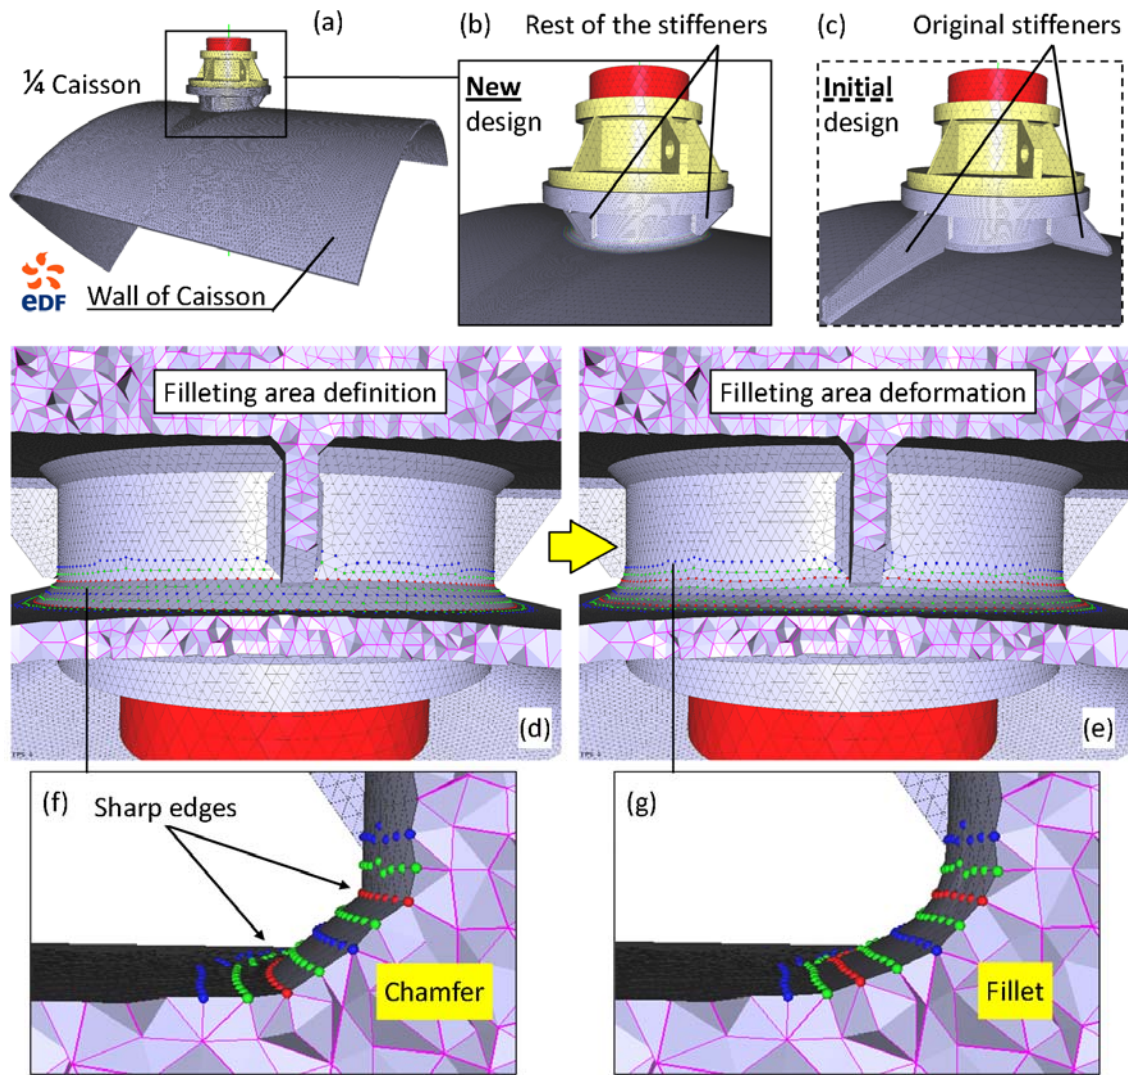 (a)
¼ Caisson
eDF
Wall of Caisson
(b)
Rest of the stiffeners
New
design
(c)
Original stiffeners
Initial
design
Filleting area definition
(d)
Filleting area deformation
(e)
(f)
Sharp edges
Chamfer
(g)
Fillet